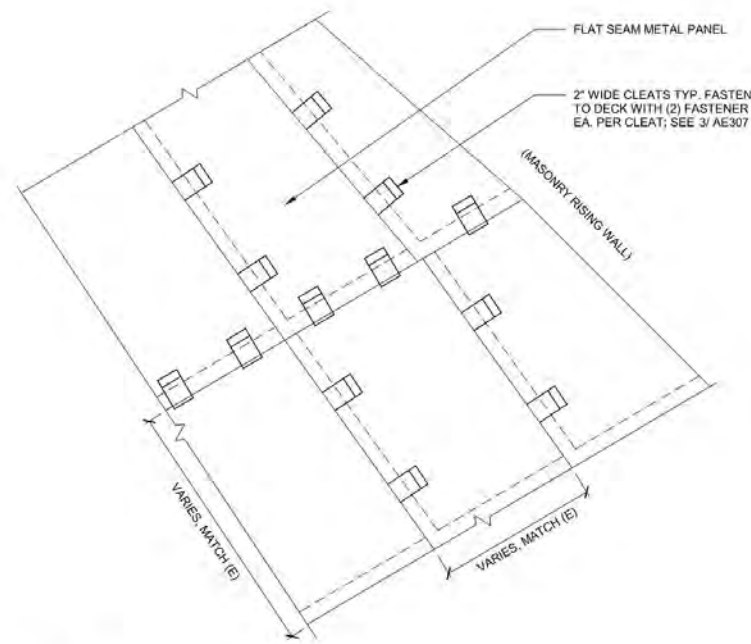 FLAT SEAM METAL PANEL
2" WIDE CLEATS TYP. FASTEN
TO DECK WITH (2) FASTENER
EA. PER CLEAT; SEE 3/ AE307
(MASONRY RISING WALL)
VARIES, MATCH (E)
VARIES, MATCH (E)